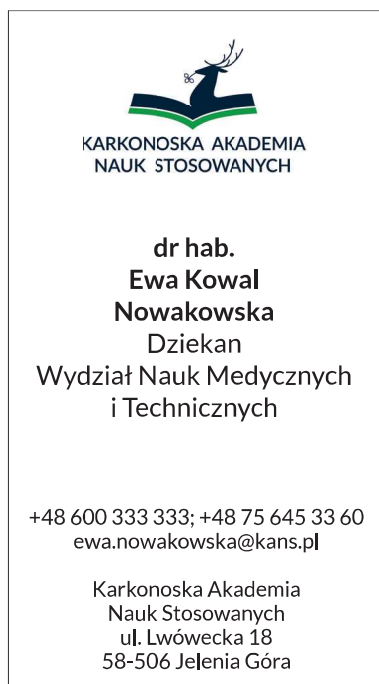 KARKONOSKA AKADEMIA
NAUK STOSOWANYCH
dr hab.
Ewa Kowal
Nowakowska
Dziekan
Wydział Nauk Medycznych
i Technicznych
+48 600 333 333; +48 75 645 33 60
ewa.nowakowska@kans.pl
Karkonoska Akademia
Nauk Stosowanych
ul. Lwówecka 18
58-506 Jelenia Góra